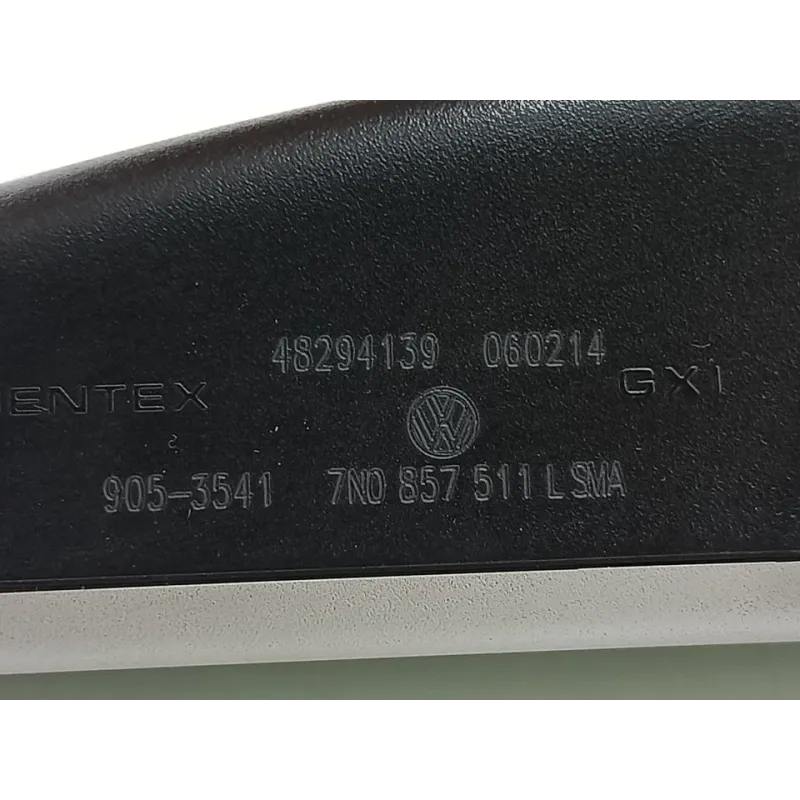 48294139 060214
ENTEX GXI
905-3541 7N0 857 511 L SMA